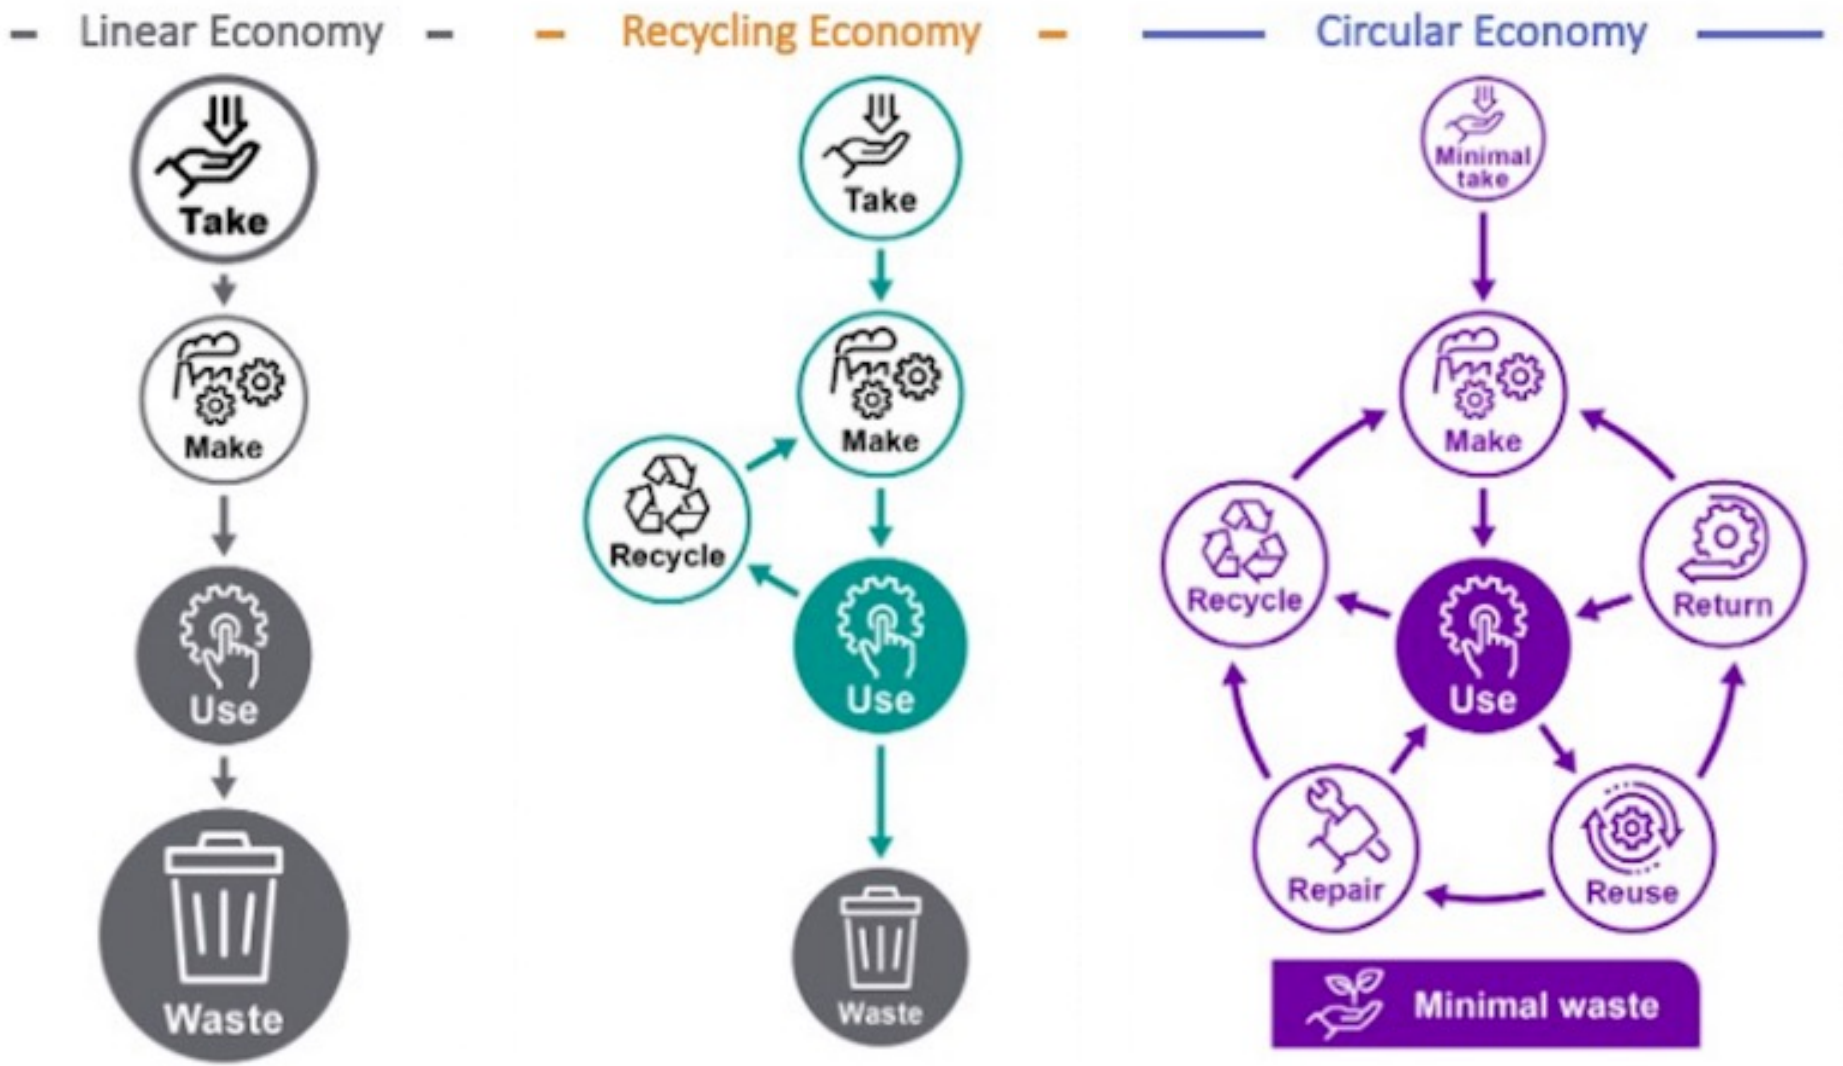 Linear Economy
Take
Make
Use
Waste
Recycling Economy
Take
Make
Recycle
Use
Waste
Circular Economy
Minimal
take
Make
Recycle
Return
Use
Repair
Reuse
Minimal waste